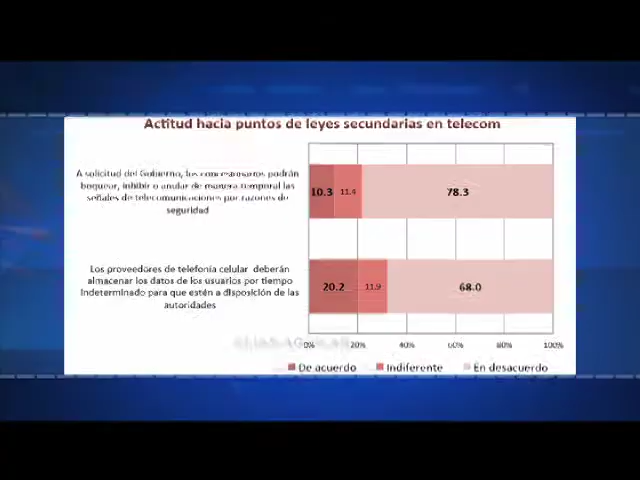 Actitud hacia puntos de leyes secundarias en telecom
A solicitud del Gobierno, los concesionarios podrán
boquear, inhibir o anular de manera temporal las
señales de telecomunicaciones por razones de
seguridad
10.3 11.4 78.3
Los proveedores de telefonía celular deberán
almacenar los datos de los usuarios por tiempo
indeterminado para que estén a disposición de las
autoridades
20.2 11.9 68.0
0% 20% 40% 60% 80% 100%
De acuerdo Indiferente En desacuerdo